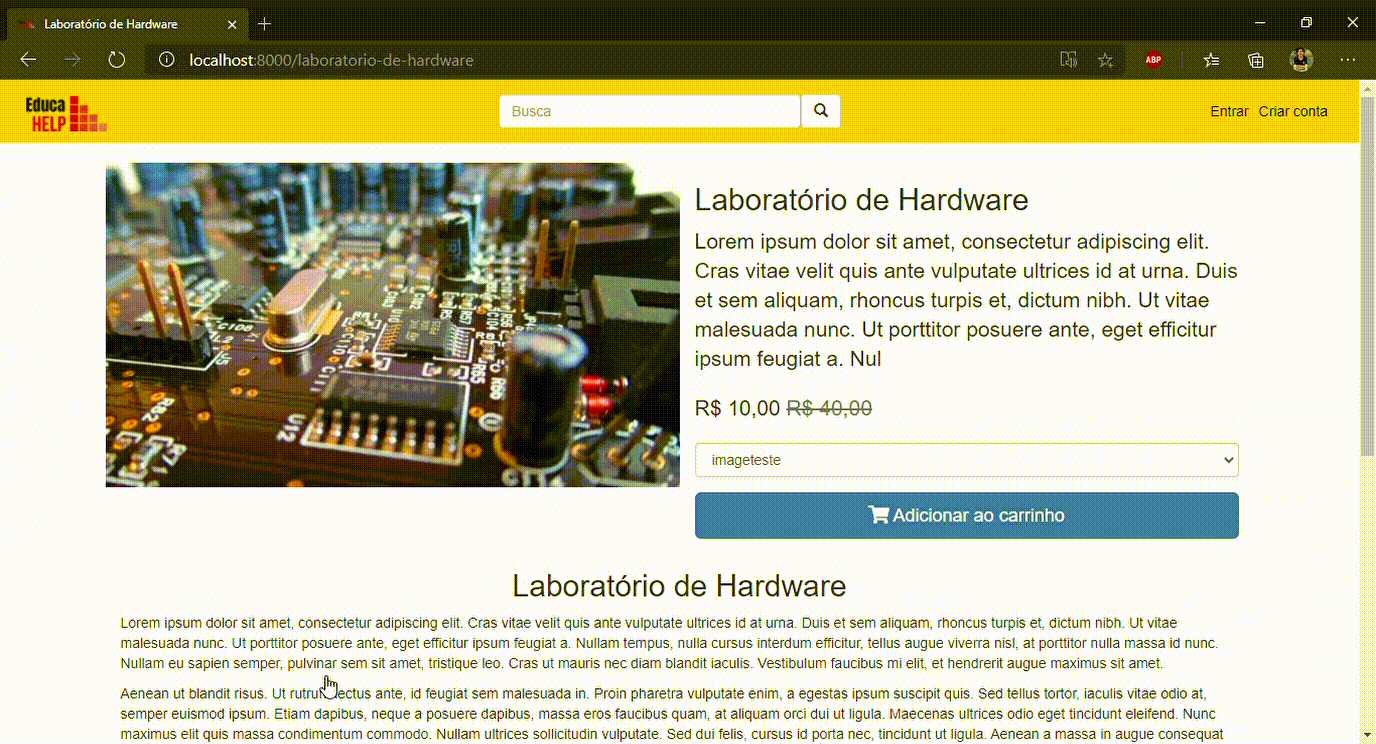 Laboratório de Hardware
localhost:8000/laboratorio-de-hardware
ABP
Educa
HELP
Busca
Entrar Criar conta
Laboratório de Hardware
Lorem ipsum dolor sit amet, consectetur adipiscing elit.
Cras vitae velit quis ante vulputate ultrices id at urna. Duis
et sem aliquam, rhoncus turpis et, dictum nibh. Ut vitae
malesuada nunc. Ut porttitor posuere ante, eget efficitur
ipsum feugiat a. Nul
R$ 10,00 R$ 40,00
imageteste
Adicionar ao carrinho
C108
J5
R82
C111
C110
U12
R65
Laboratório de Hardware
Lorem ipsum dolor sit amet, consectetur adipiscing elit. Cras vitae velit quis ante vulputate ultrices id at urna. Duis et sem aliquam, rhoncus turpis et, dictum nibh. Ut vitae
malesuada nunc. Ut porttitor posuere ante, eget efficitur ipsum feugiat a. Nullam tempus, nulla cursus interdum efficitur, tellus augue viverra nisl, at porttitor nulla massa id nunc.
Nullam eu sapien semper, pulvinar sem sit amet, tristique leo. Cras ut mauris nec diam blandit iaculis. Vestibulum faucibus mi elit, et hendrerit augue maximus sit amet.
Aenean ut blandit risus. Ut rutrum lectus ante, id feugiat sem malesuada in. Proin pharetra vulputate enim, a egestas ipsum suscipit quis. Sed tellus tortor, iaculis vitae odio at,
semper euismod ipsum. Etiam dapibus, neque a posuere dapibus, massa eros faucibus quam, at aliquam orci dui ut ligula. Maecenas ultrices odio eget tincidunt eleifend. Nunc
maximus elit quis massa condimentum commodo. Nullam ultrices sollicitudin vulputate. Sed dui felis, cursus id porta nec, tincidunt ut ligula. Aenean a massa in augue consequat